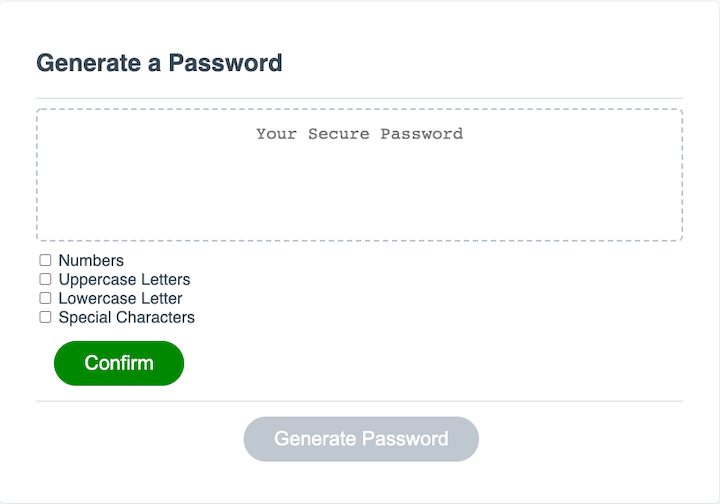 Generate a Password
Your Secure Password
Numbers
Uppercase Letters
Lowercase Letter
Special Characters
Confirm
Generate Password